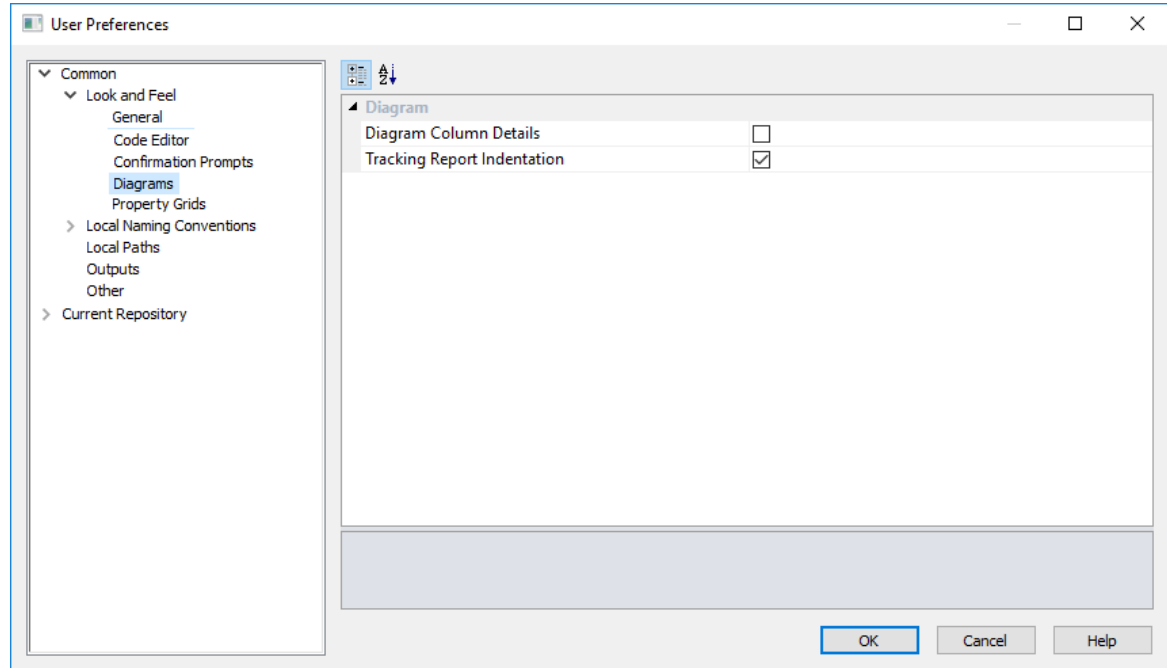 User Preferences
Common
Look and Feel
General
Code Editor
Confirmation Prompts
Diagrams
Property Grids
Local Naming Conventions
Local Paths
Outputs
Other
Current Repository
A
Z
Diagram
Diagram Column Details
Tracking Report Indentation
OK Cancel Help